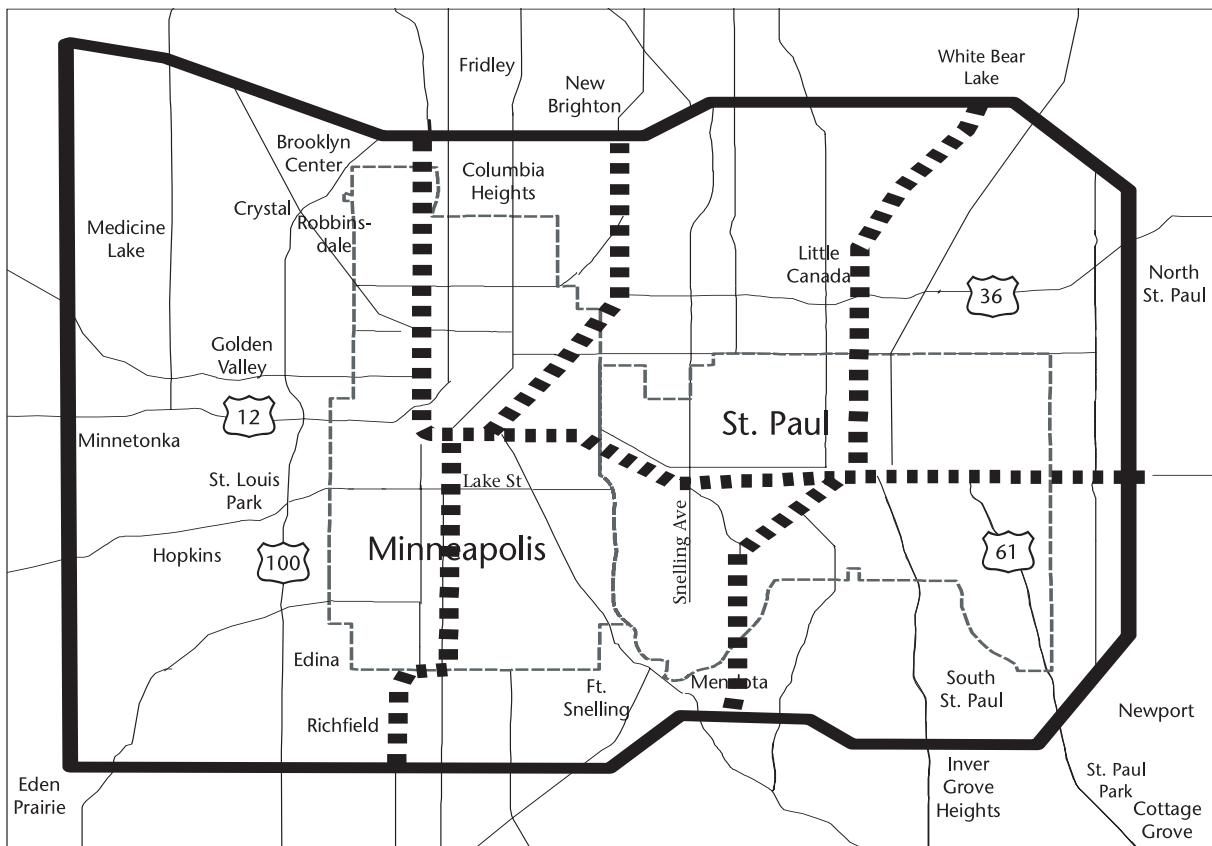 Fridley
White Bear
Lake
New
Brighton
Brooklyn
Center
Columbia
Heights
Crystal
Robbins-
dale
Medicine
Lake
Little
Canada
North
St. Paul
36
Golden
Valley
12
St. Paul
Minnetonka
St. Louis
Park
Lake St
Hopkins
100
Minneapolis
Snelling Ave
61
Edina
Ft.
Snelling
Mendota
South
St. Paul
Richfield
Newport
Eden
Prairie
Inver
Grove
Heights
St. Paul
Park
Cottage
Grove